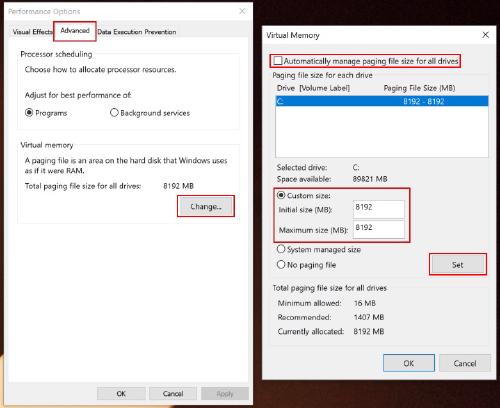 Performance Options
Visual Effects Advanced Data Execution Prevention
Processor scheduling
Choose how to allocate processor resources.
Adjust for best performance of:
Programs Background services
Virtual memory
A paging file is an area on the hard disk that Windows uses
as if it were RAM.
Total paging file size for all drives: 8192 MB
Change...
OK Cancel Apply
Virtual Memory
Automatically manage paging file size for all drives
Paging file size for each drive
Drive [Volume Label] Paging File Size (MB)
C: 8192 - 8192
Selected drive: C:
Space available: 89821 MB
Custom size:
Initial size (MB): 8192
Maximum size (MB): 8192
System managed size
No paging file Set
Total paging file size for all drives
Minimum allowed: 16 MB
Recommended: 1407 MB
Currently allocated: 8192 MB
OK Cancel